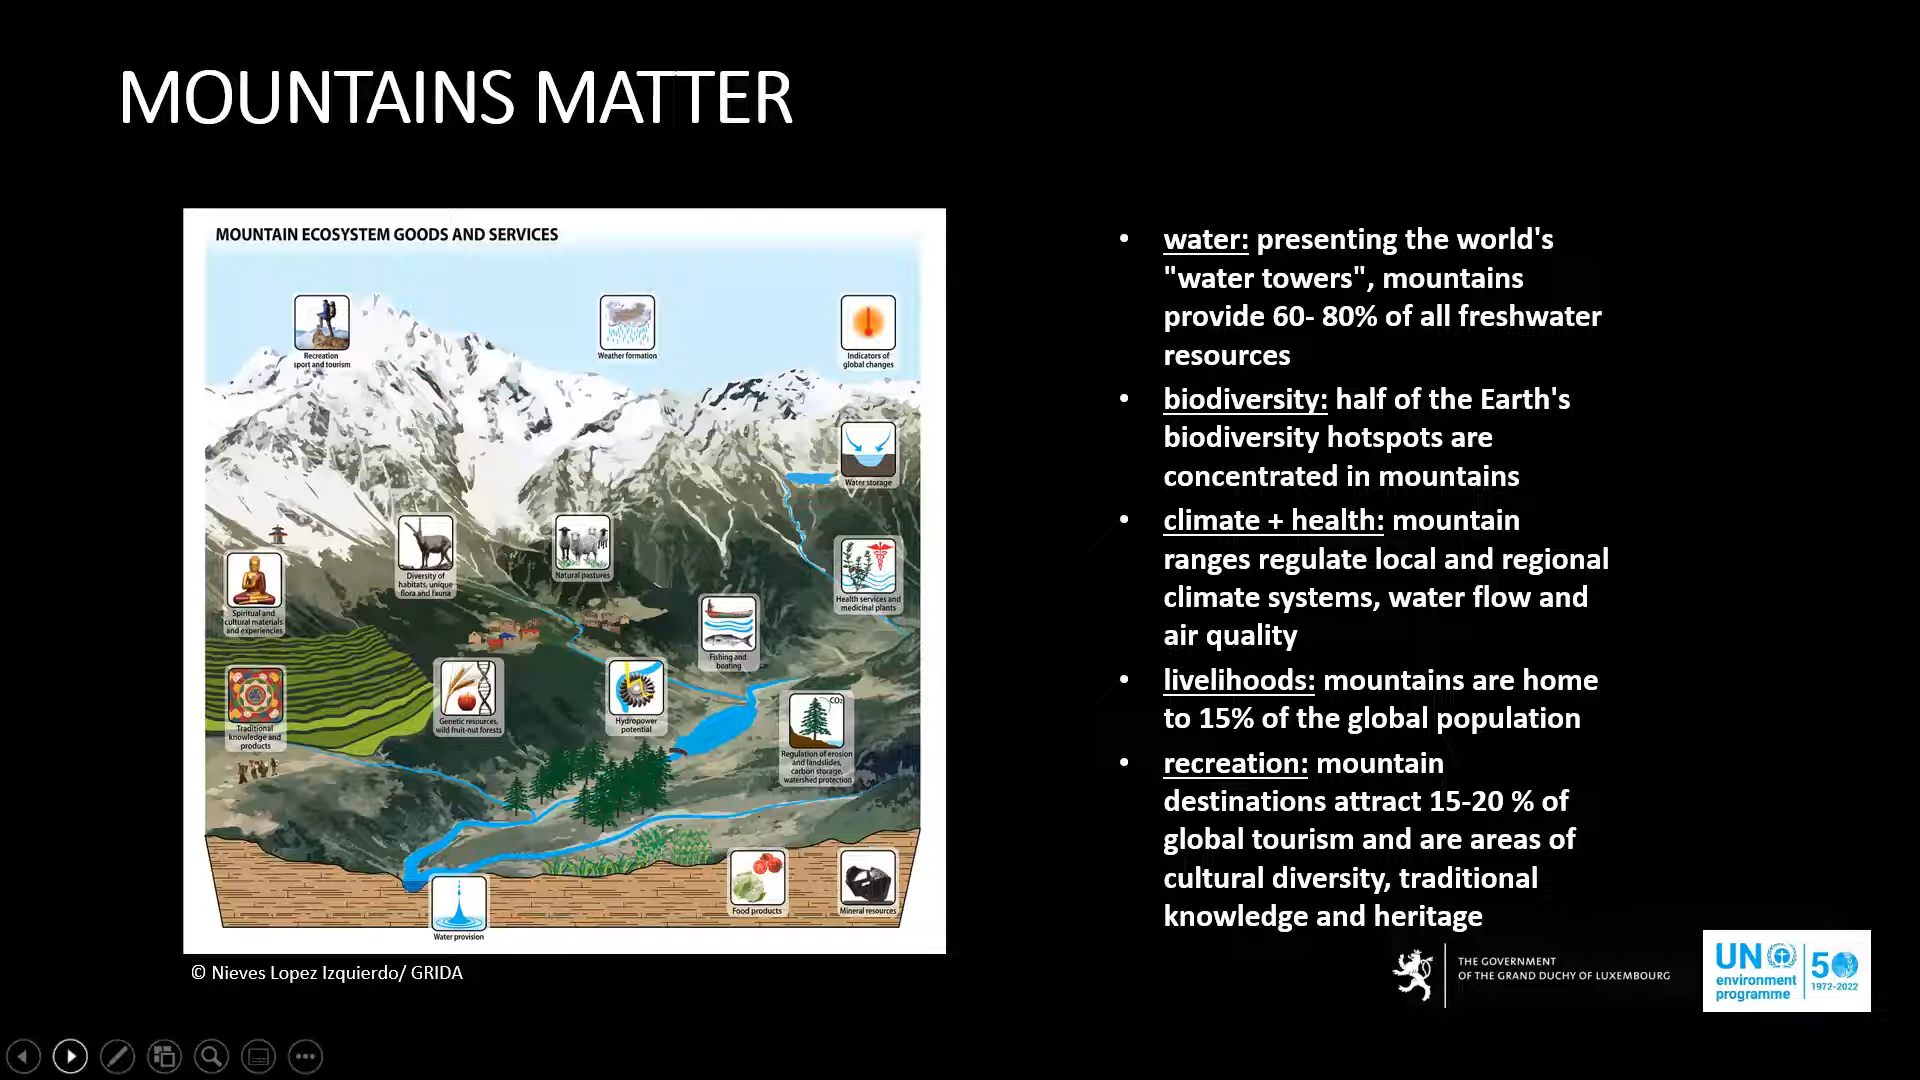 MOUNTAINS MATTER
MOUNTAIN ECOSYSTEM GOODS AND SERVICES
Recreation
sport and tourism
Weather formation
Indicators of
global changes
Water storage
Diversity of
habitats, unique
flora and fauna
Natural pastures
Health services and
medicinal plants
Spiritual and
cultural materials
and experiencies
Fishing and
boating
Traditional
knowledge and
products
Genetic resources,
wild fruit-nut forests
Hydropower
potential
CO₂
Regulation of erosion
and landslides,
carbon storage,
watershed protection
Food products
Mineral resources
Water provision
© Nieves Lopez Izquierdo/ GRIDA
• water: presenting the world's
"water towers", mountains
provide 60- 80% of all freshwater
resources
• biodiversity: half of the Earth's
biodiversity hotspots are
concentrated in mountains
• climate + health: mountain
ranges regulate local and regional
climate systems, water flow and
air quality
• livelihoods: mountains are home
to 15% of the global population
• recreation: mountain
destinations attract 15-20 % of
global tourism and are areas of
cultural diversity, traditional
knowledge and heritage
THE GOVERNMENT
OF THE GRAND DUCHY OF LUXEMBOURG
UN
environment
programme
50
1972-2022